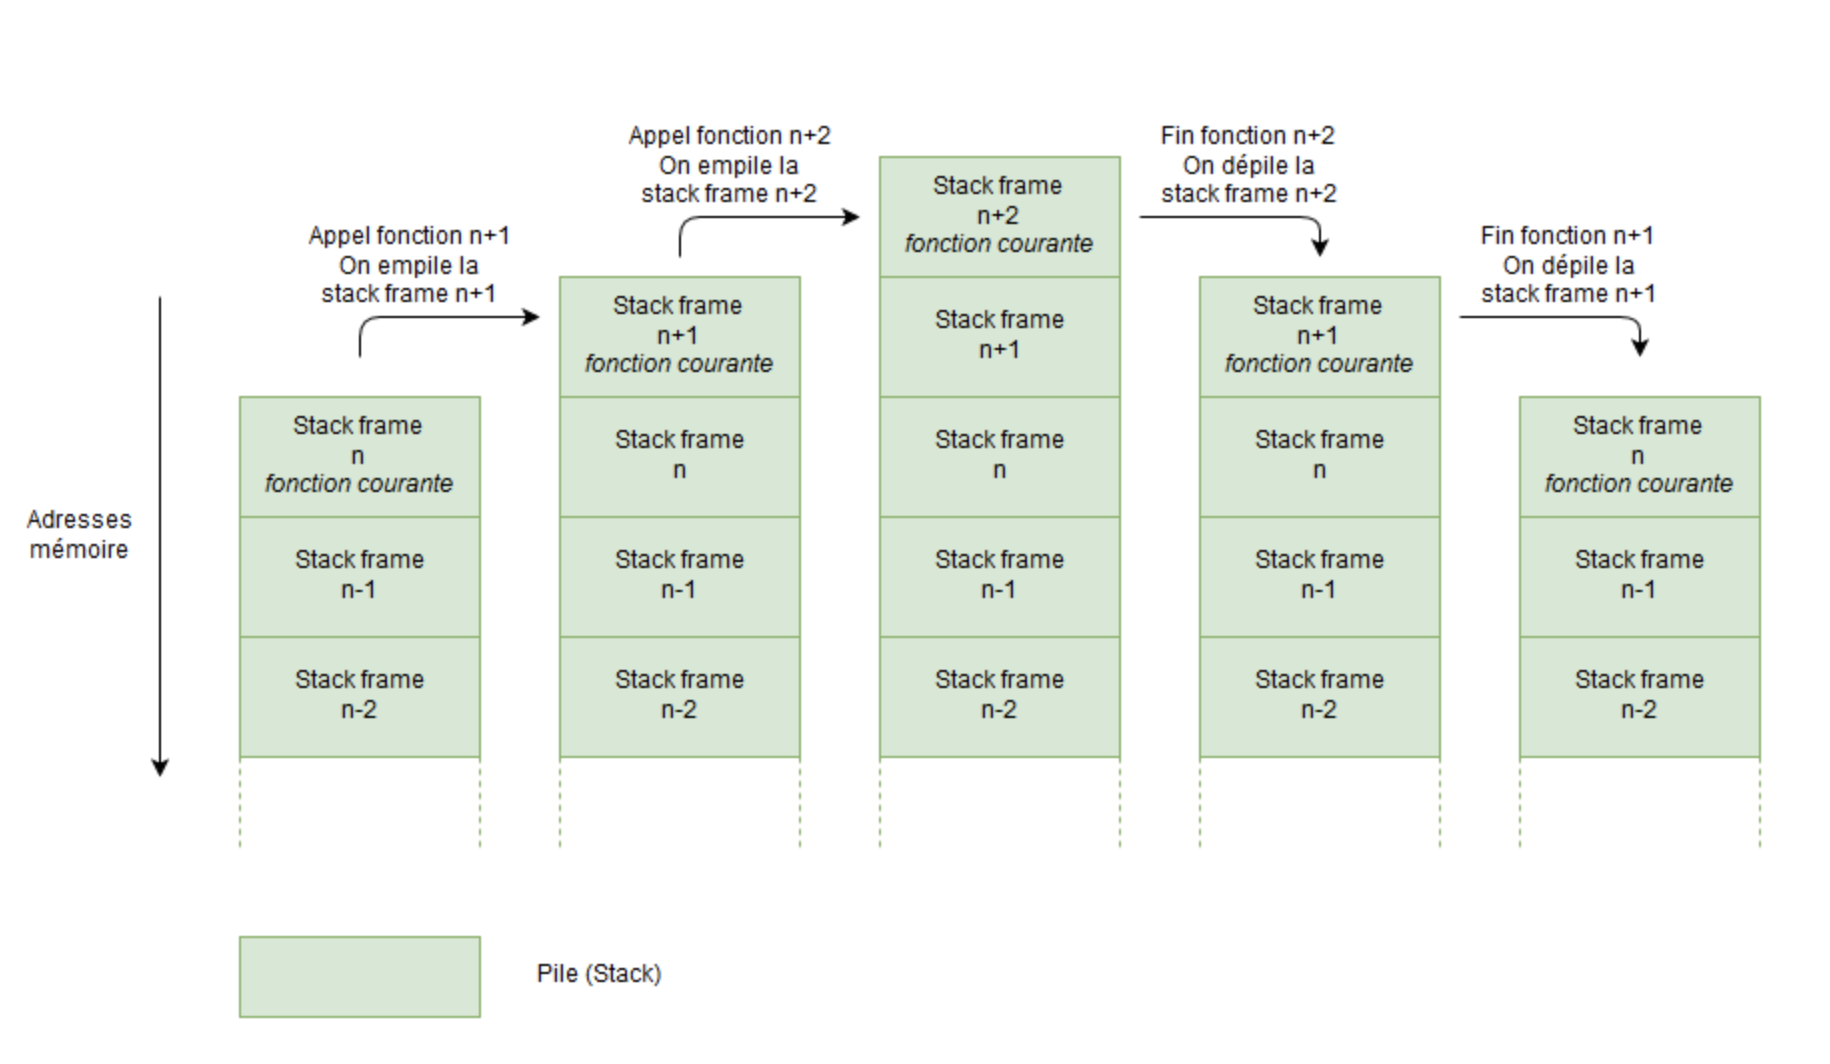 Appel fonction n+2
On empile la
stack frame n+2
Fin fonction n+2
On dépile la
stack frame n+2
Appel fonction n+1
On empile la
stack frame n+1
Fin fonction n+1
On dépile la
stack frame n+1
Adresses
mémoire
Stack frame
n
fonction courante
Stack frame
n-1
Stack frame
n-2
Stack frame
n+1
fonction courante
Stack frame
n
Stack frame
n-1
Stack frame
n-2
Stack frame
n+2
fonction courante
Stack frame
n+1
Stack frame
n
Stack frame
n-1
Stack frame
n-2
Stack frame
n+1
fonction courante
Stack frame
n
Stack frame
n-1
Stack frame
n-2
Stack frame
n
fonction courante
Stack frame
n-1
Stack frame
n-2
Pile (Stack)